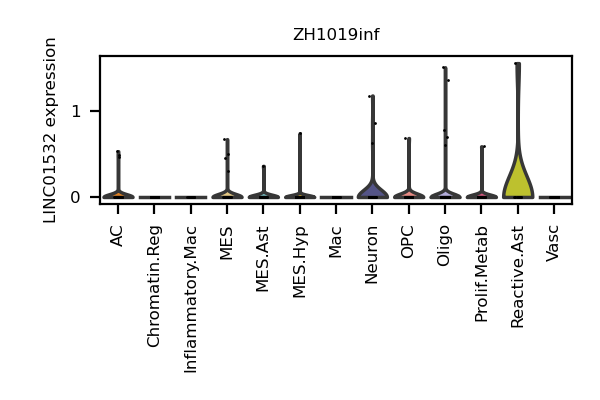 ZH1019inf
LINC01532 expression
1
0
AC
Chromatin.Reg
Inflammatory.Mac
MES
MES.Ast
MES.Hyp
Mac
Neuron
OPC
Oligo
Prolif.Metab
Reactive.Ast
Vasc